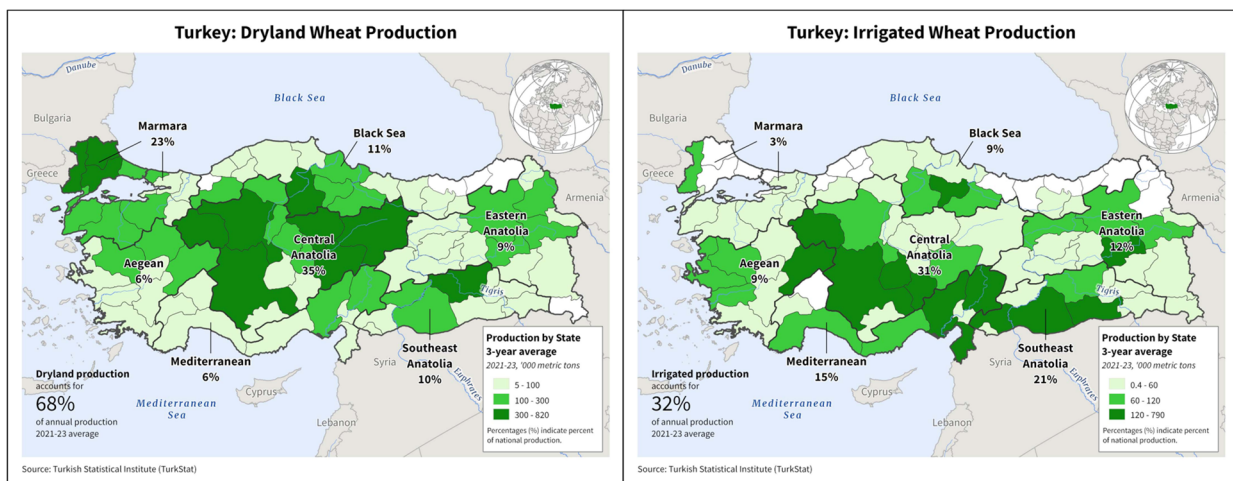 Turkey: Dryland Wheat Production
Danube
Black Sea
Bulgaria
Marmara
23%
Black Sea
11%
Greece
Armenia
Eastern
Anatolia
9%
Central
Anatolia
35%
Aegean
6%
Tigris
Mediterranean
6%
Syria
Southeast
Anatolia
10%
Euphrates
Cyprus
Mediterranean
Sea
Lebanon
Dryland production
accounts for
68%
of annual production
2021-23 average
Production by State
3-year average
2021-23, '000 metric tons
5 - 100
100 - 300
300 - 820
Percentages (%) indicate percent
of national production.
Source: Turkish Statistical Institute (TurkStat)
Turkey: Irrigated Wheat Production
Danube
Black Sea
Bulgaria
Marmara
3%
Black Sea
9%
Greece
Armenia
Eastern
Anatolia
12%
Central
Anatolia
31%
Aegean
9%
Tigris
Mediterranean
15%
Syria
Southeast
Anatolia
21%
Euphrates
Cyprus
Mediterranean
Sea
Lebanon
Irrigated production
accounts for
32%
of annual production
2021-23 average
Production by State
3-year average
2021-23, '000 metric tons
0.4 - 60
60 - 120
120 - 790
Percentages (%) indicate percent
of national production.
Source: Turkish Statistical Institute (TurkStat)